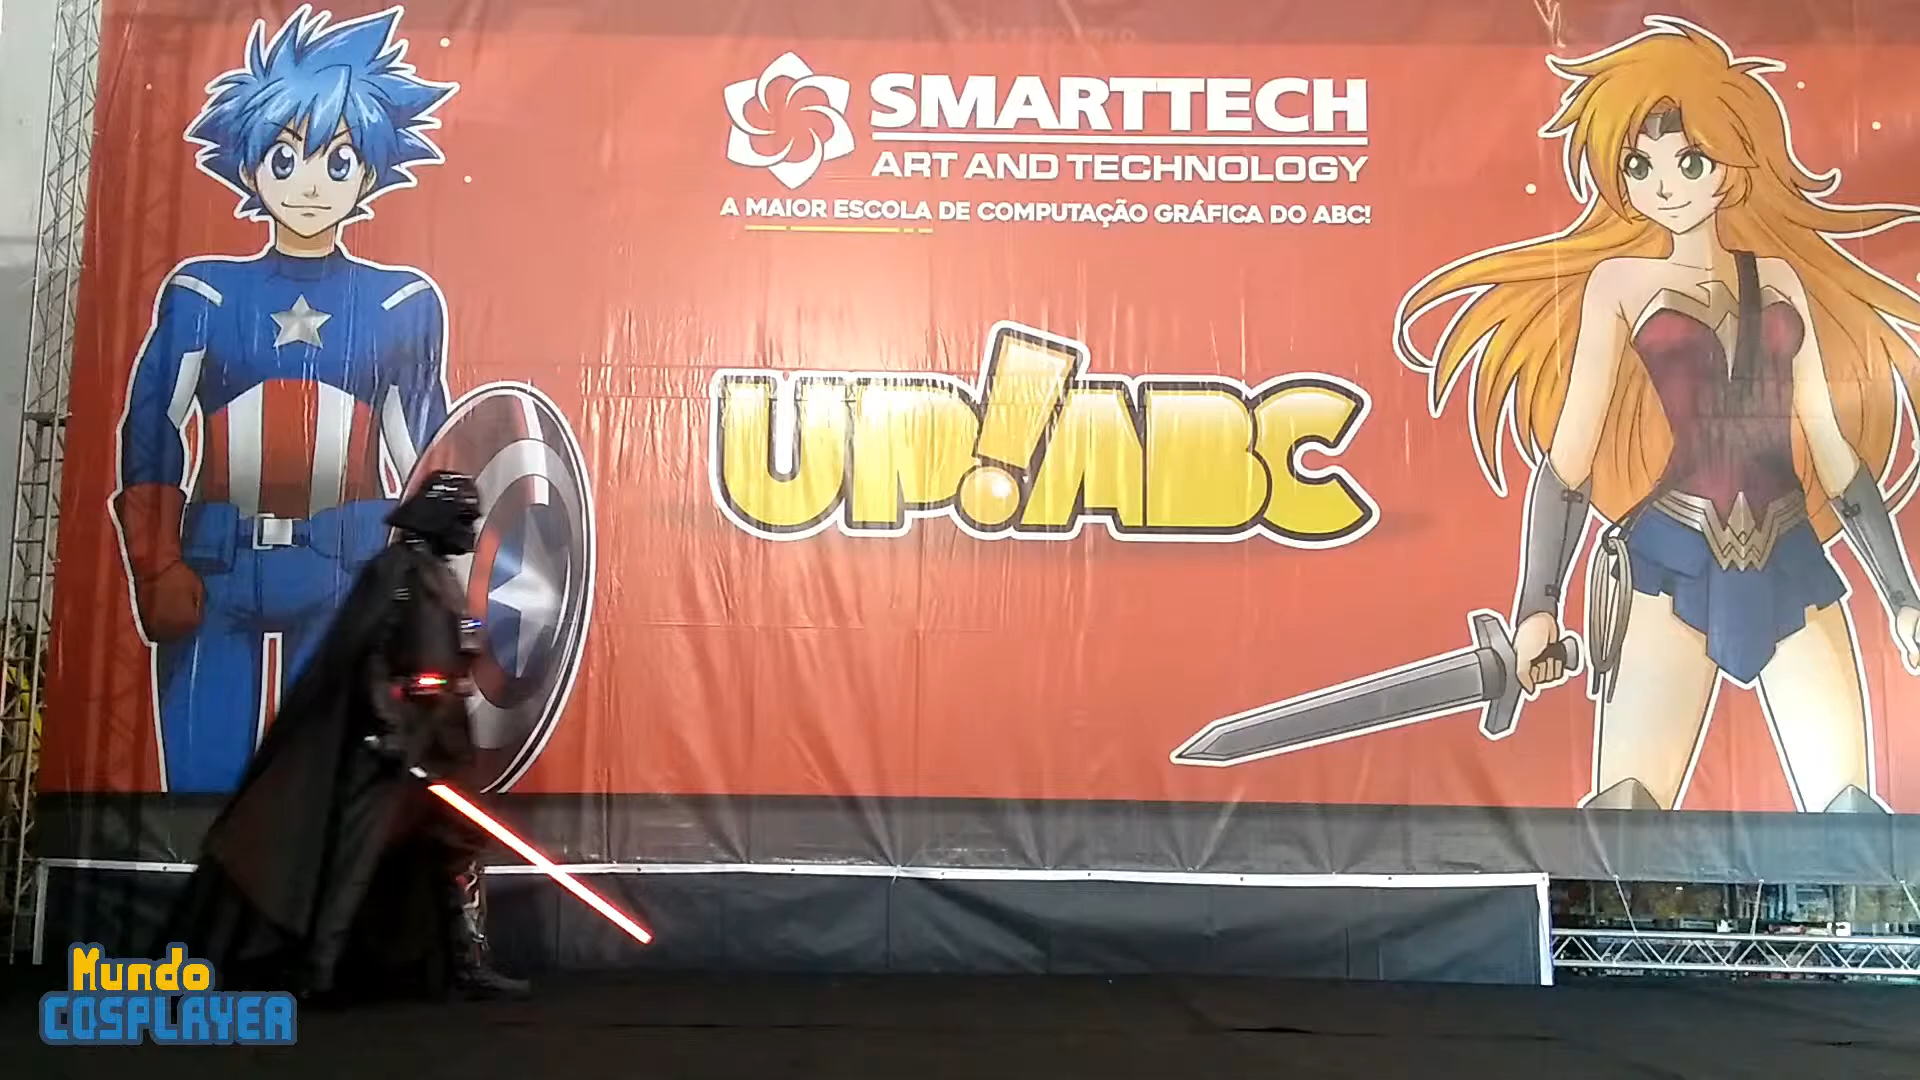 SMARTTECH
ART AND TECHNOLOGY
A MAIOR ESCOLA DE COMPUTAÇÃO GRÁFICA DO ABC!
UP!ABC
Mundo
COSPLAYER